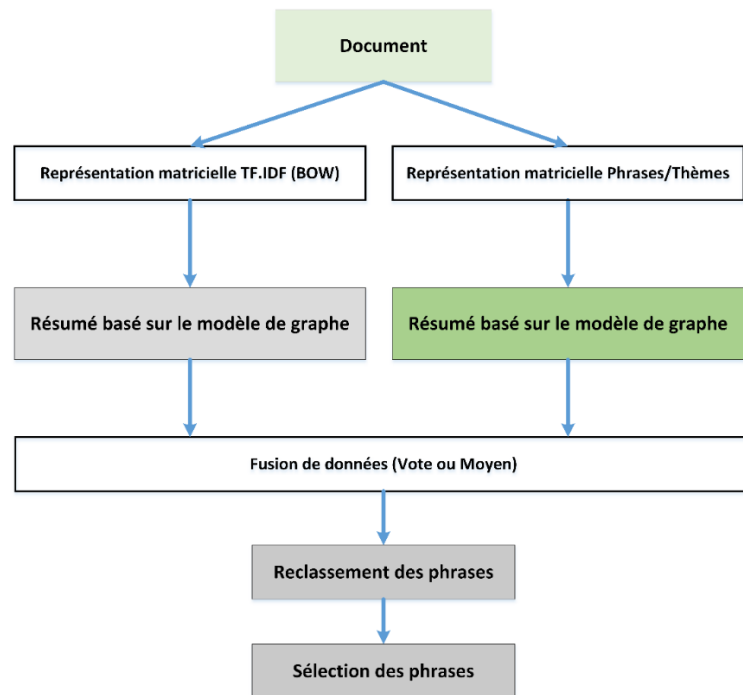 Document
Représentation matricielle TF.IDF (BOW)
Représentation matricielle Phrases/Thèmes
Résumé basé sur le modèle de graphe
Résumé basé sur le modèle de graphe
Fusion de données (Vote ou Moyen)
Reclassement des phrases
Sélection des phrases